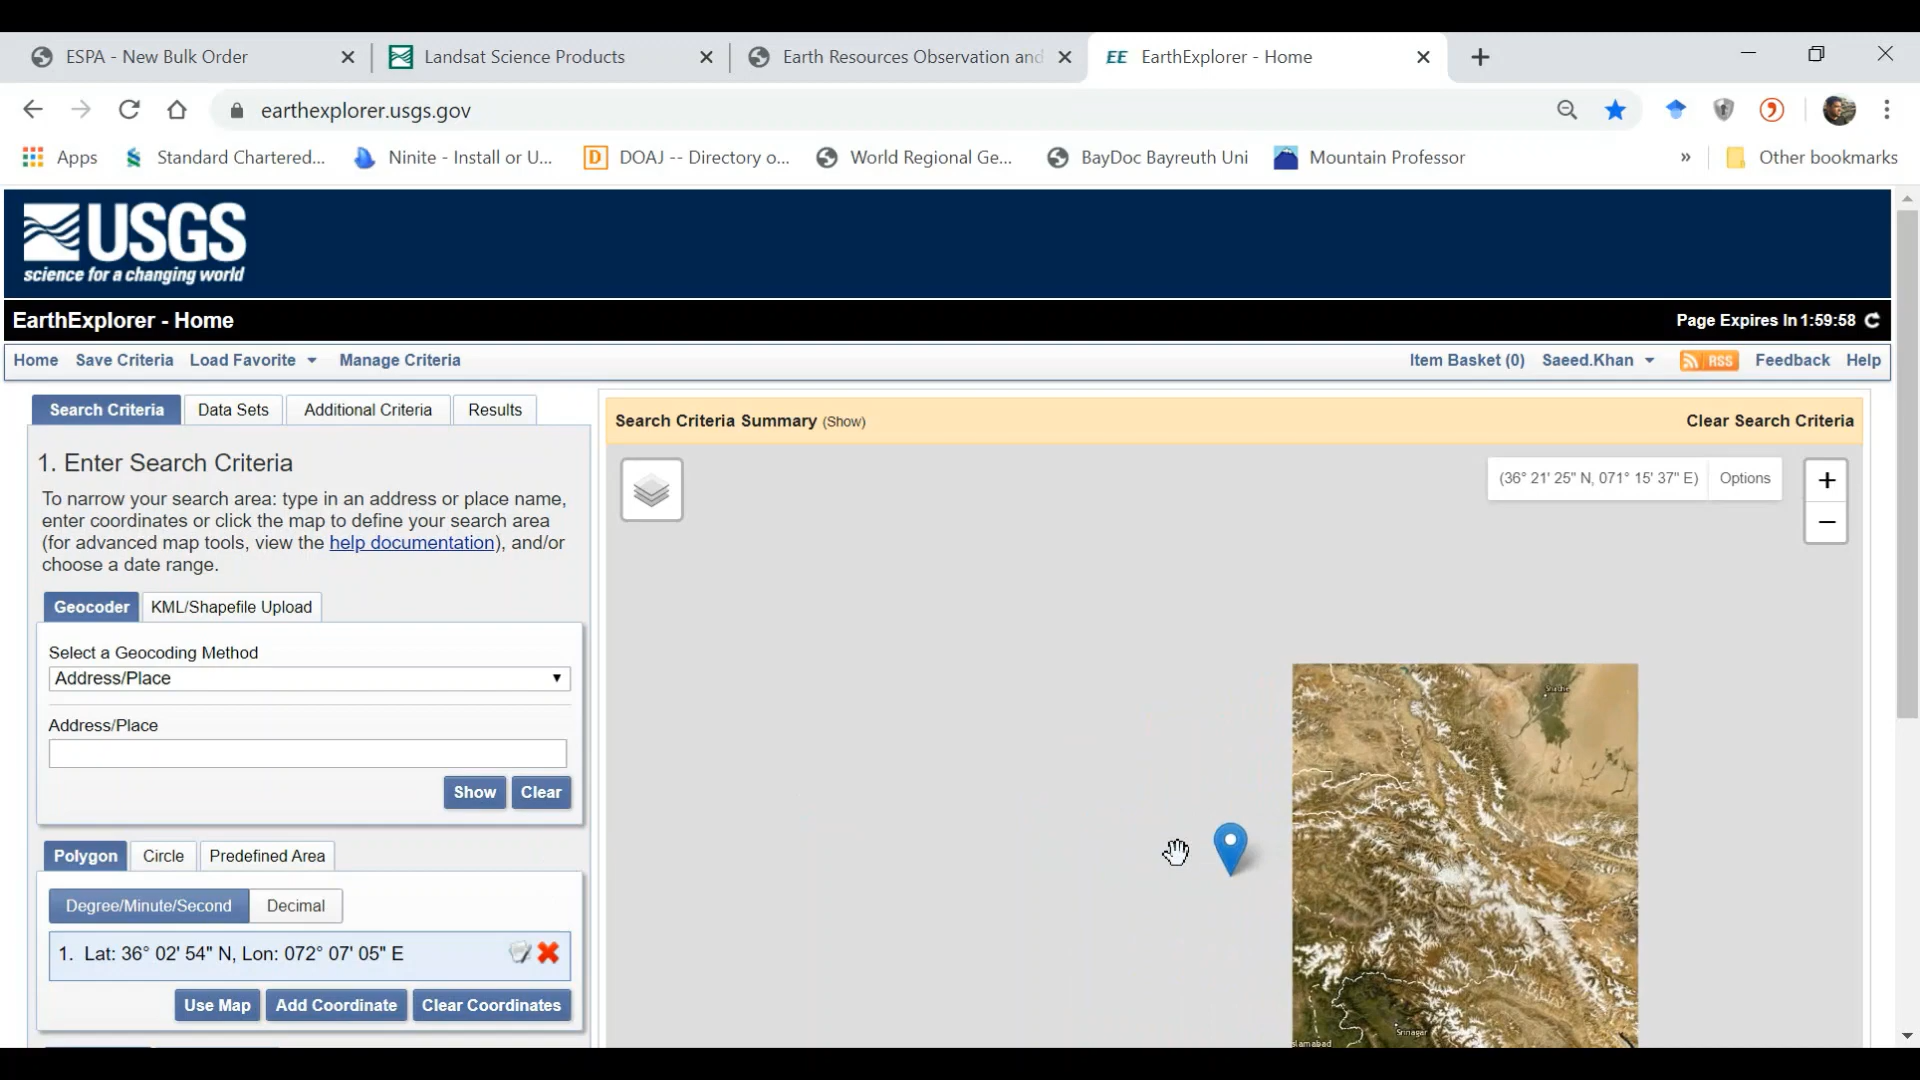 ESPA - New Bulk Order
Landsat Science Products
Earth Resources Observation and
EE EarthExplorer - Home
earthexplorer.usgs.gov
Apps
Standard Chartered...
Ninite - Install or U...
DOAJ -- Directory o...
World Regional Ge...
BayDoc Bayreuth Uni
Mountain Professor
»
Other bookmarks
USGS
science for a changing world
EarthExplorer - Home
Page Expires In 1:59:58
Home Save Criteria Load Favorite Manage Criteria
Item Basket (0) Saeed.Khan RSS Feedback Help
Search Criteria Data Sets Additional Criteria Results
1. Enter Search Criteria
To narrow your search area: type in an address or place name,
enter coordinates or click the map to define your search area
(for advanced map tools, view the help documentation), and/or
choose a date range.
Geocoder KML/Shapefile Upload
Select a Geocoding Method
Address/Place
Address/Place
Show Clear
Polygon Circle Predefined Area
Degree/Minute/Second Decimal
1. Lat: 36° 02' 54" N, Lon: 072° 07' 05" E
Use Map Add Coordinate Clear Coordinates
Search Criteria Summary (Show)
Clear Search Criteria
(36° 21' 25" N, 071° 15' 37" E) Options
+
−
Srinagar
slamabad